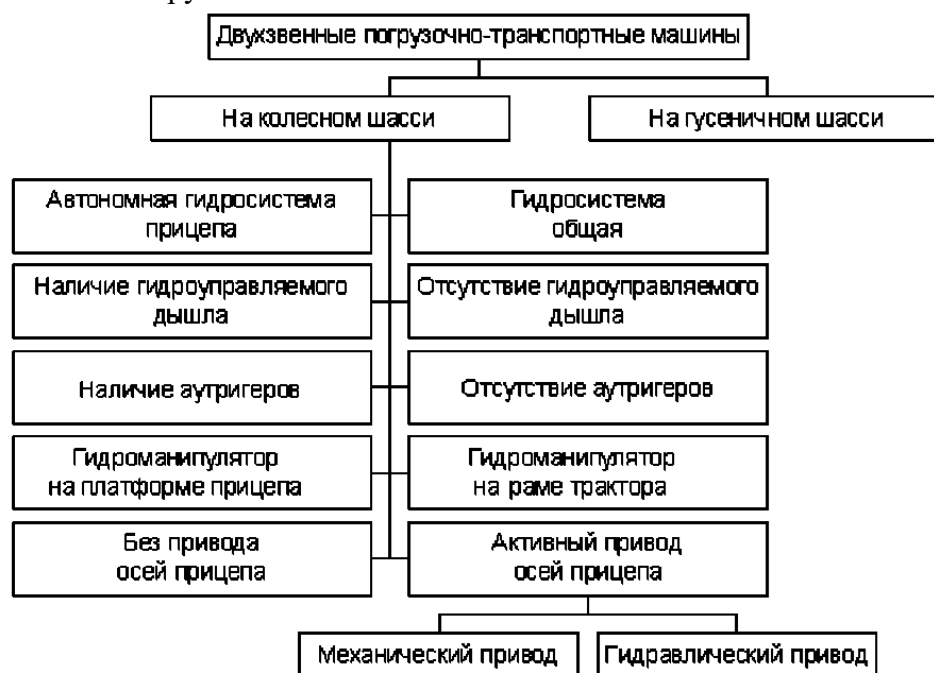 Двухзвенные погрузочно-транспортные машины
На колесном шасси
На гусеничном шасси
Автономная гидросистема
прицепа
Гидросистема
общая
Наличие гидроуправляемого
дышла
Отсутствие гидроуправляемого
дышла
Наличие аутригеров
Отсутствие аутригеров
Гидроманипулятор
на платформе прицепа
Гидроманипулятор
на раме трактора
Без привода
осей прицепа
Активный привод
осей прицепа
Механический привод
Гидравлический привод